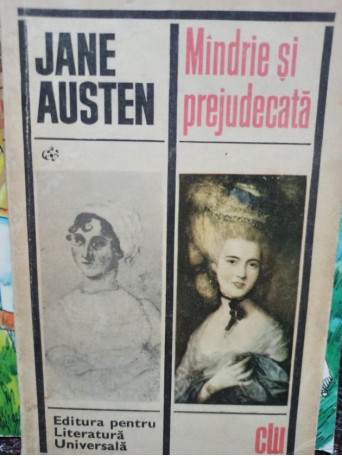 JANE
AUSTEN
Mîndrie și
prejudecată
Editura pentru
Literatură
Universală
clu